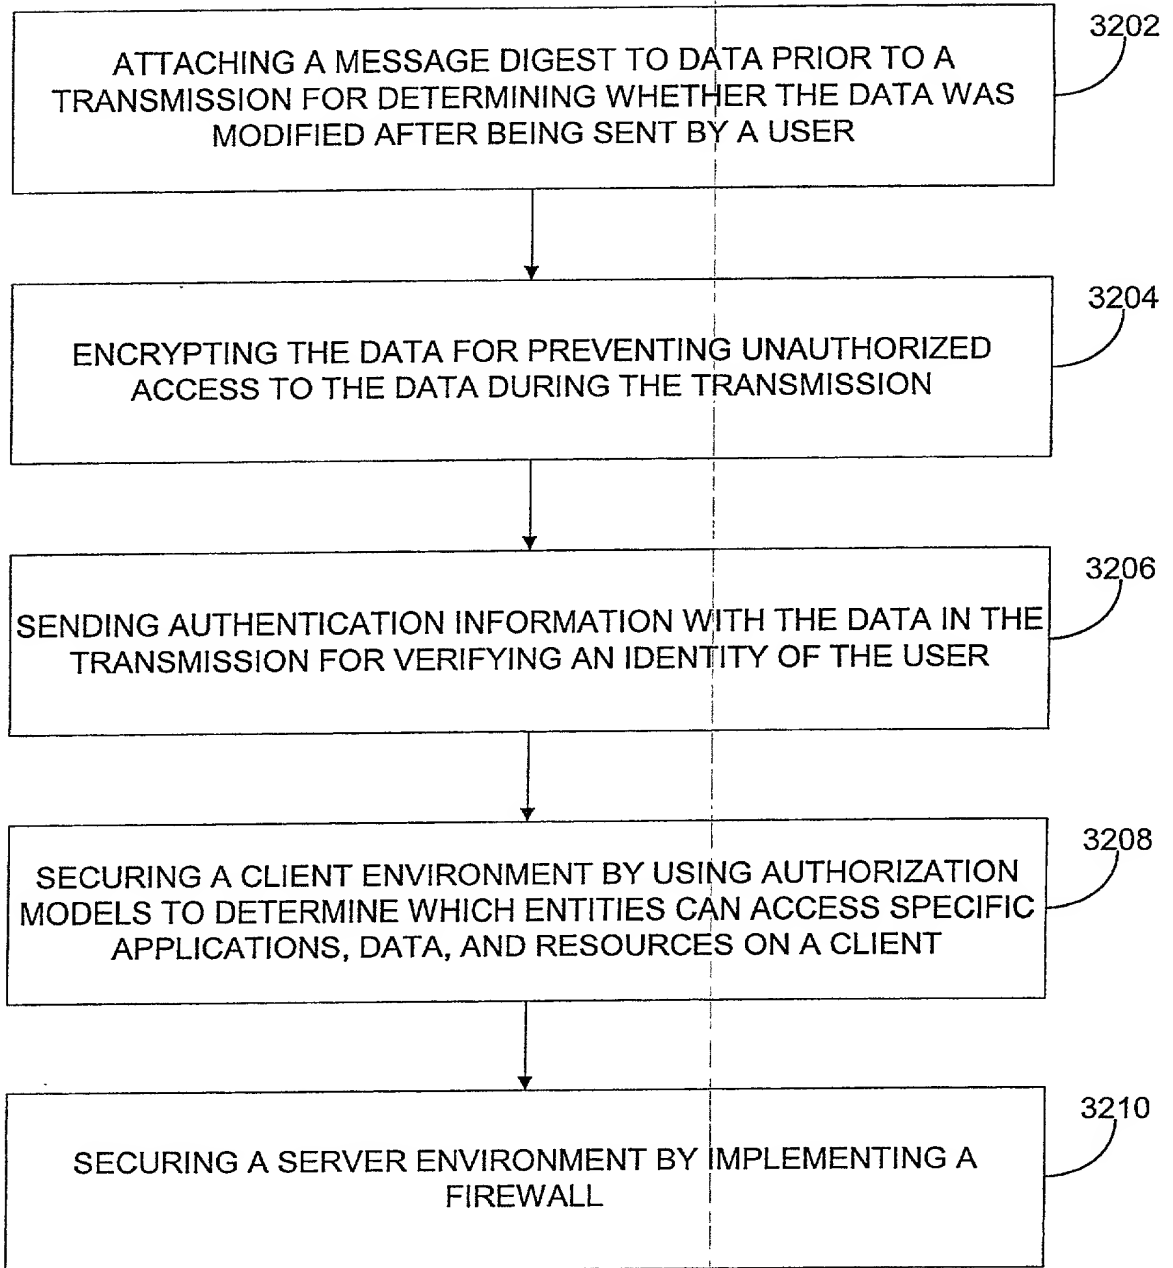 3202
ATTACHING A MESSAGE DIGEST TO DATA PRIOR TO A
TRANSMISSION FOR DETERMINING WHETHER THE DATA WAS
MODIFIED AFTER BEING SENT BY A USER
3204
ENCRYPTING THE DATA FOR PREVENTING UNAUTHORIZED
ACCESS TO THE DATA DURING THE TRANSMISSION
3206
SENDING AUTHENTICATION INFORMATION WITH THE DATA IN THE
TRANSMISSION FOR VERIFYING AN IDENTITY OF THE USER
3208
SECURING A CLIENT ENVIRONMENT BY USING AUTHORIZATION
MODELS TO DETERMINE WHICH ENTITIES CAN ACCESS SPECIFIC
APPLICATIONS, DATA, AND RESOURCES ON A CLIENT
3210
SECURING A SERVER ENVIRONMENT BY IMPLEMENTING A
FIREWALL